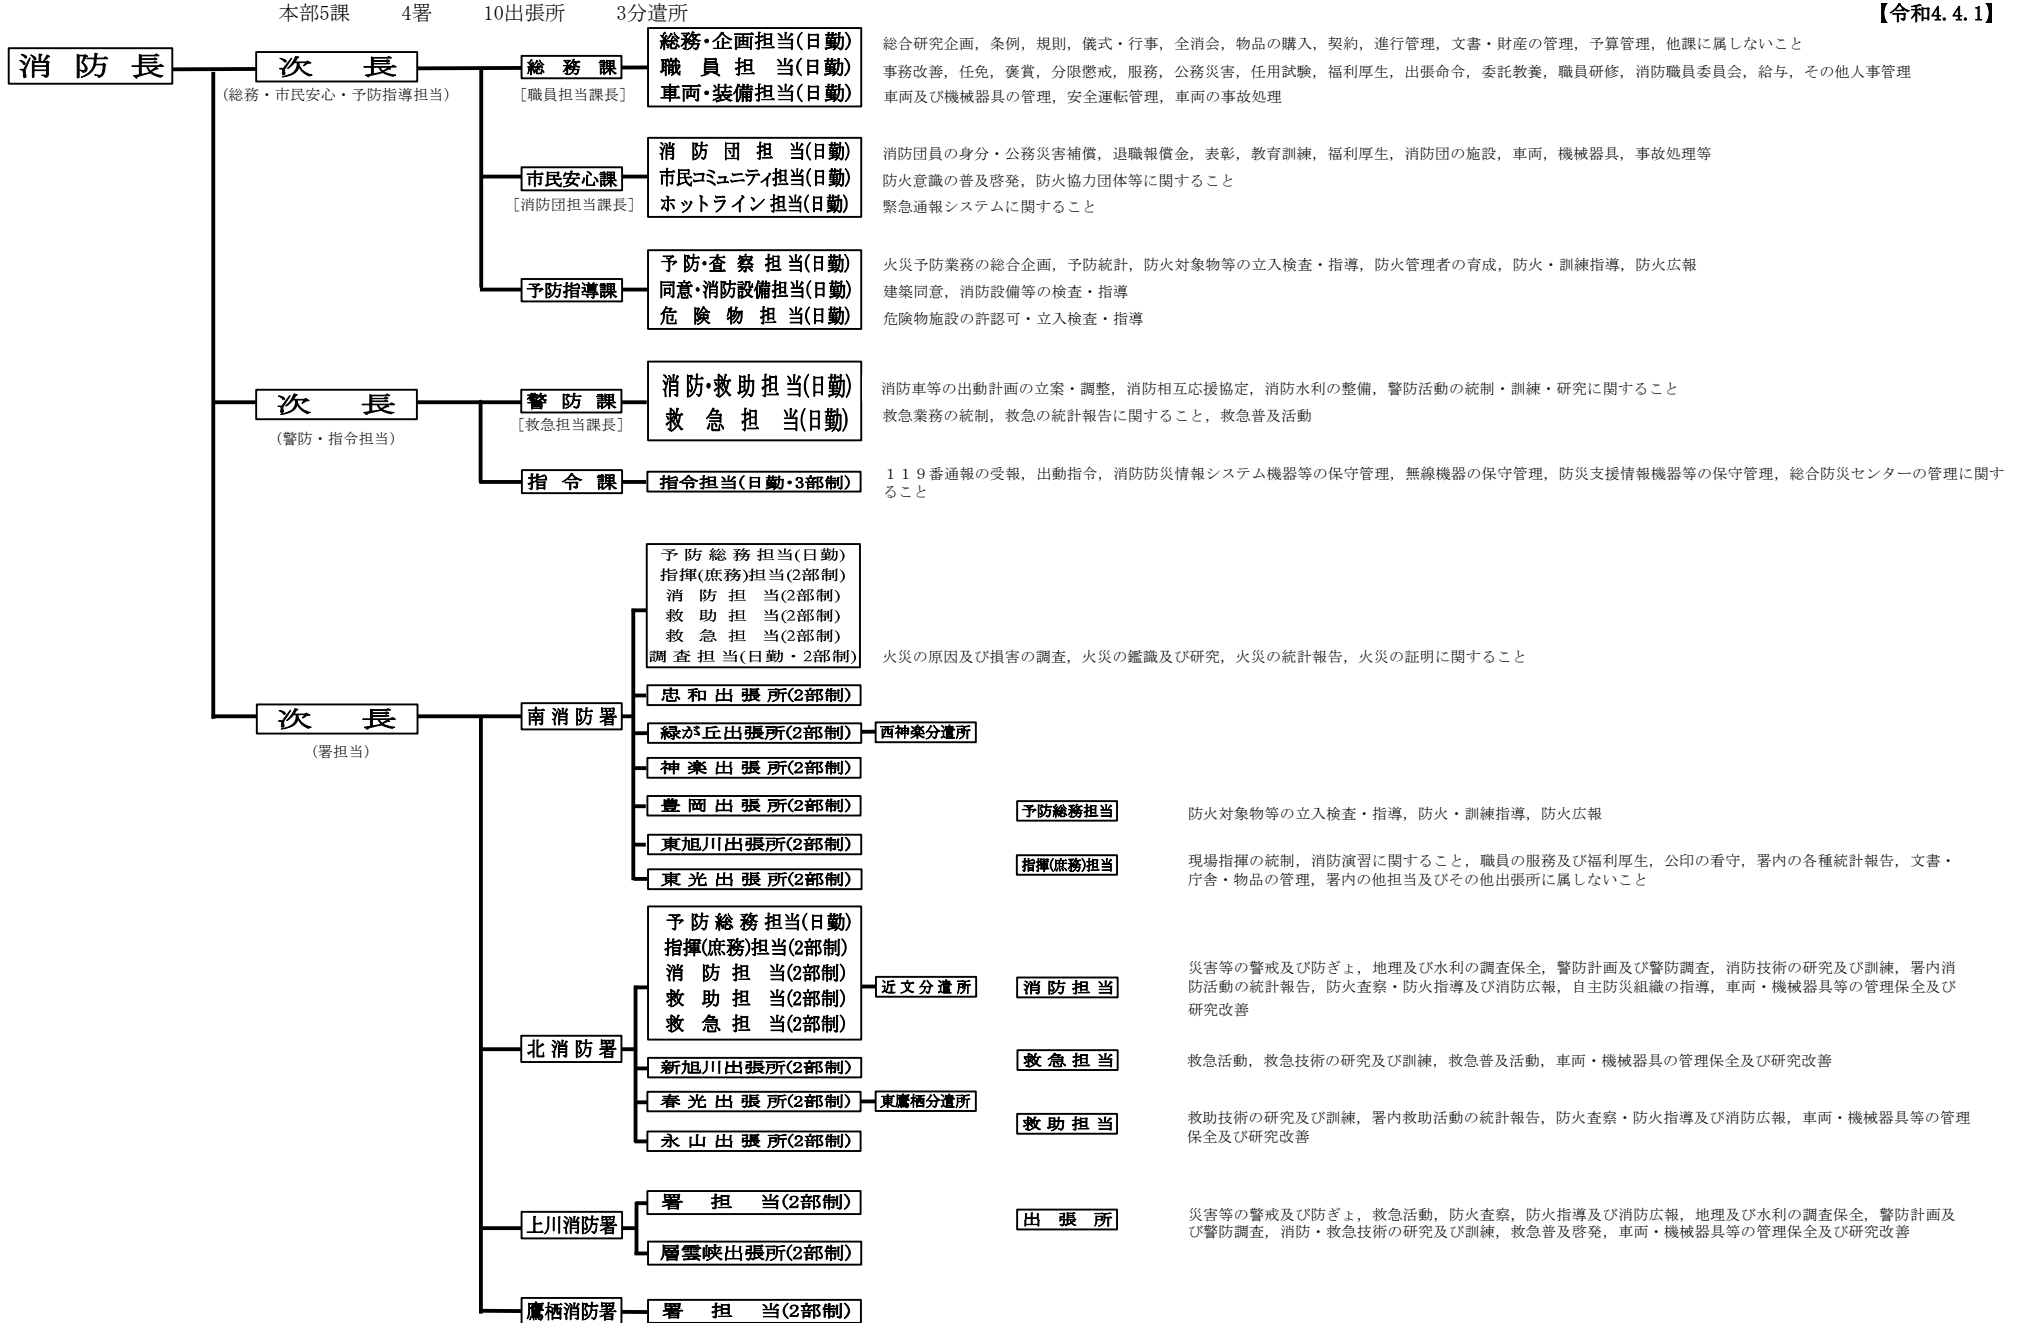 本部5課　4署　10出張所　3分遣所
【令和4.4.1】
消防長
次長
(総務・市民安心・予防指導担当)
総務課
[職員担当課長]
総務・企画担当(日勤)
職員担当(日勤)
車両・装備担当(日勤)
総合研究企画，条例，規則，儀式・行事，全消会，物品の購入，契約，進行管理，文書・財産の管理，予算管理，他課に属しないこと
事務改善，任免，褒賞，分限懲戒，服務，公務災害，任用試験，福利厚生，出張命令，委託教養，職員研修，消防職員委員会，給与，その他人事管理
車両及び機械器具の管理，安全運転管理，車両の事故処理
市民安心課
[消防団担当課長]
消防団担当(日勤)
市民コミュニティ担当(日勤)
ホットライン担当(日勤)
消防団員の身分・公務災害補償，退職報償金，表彰，教育訓練，福利厚生，消防団の施設，車両，機械器具，事故処理等
防火意識の普及啓発，防火協力団体等に関すること
緊急通報システムに関すること
予防指導課
予防・査察担当(日勤)
同意・消防設備担当(日勤)
危険物担当(日勤)
火災予防業務の総合企画，予防統計，防火対象物等の立入検査・指導，防火管理者の育成，防火・訓練指導，防火広報
建築同意，消防設備等の検査・指導
危険物施設の許認可・立入検査・指導
次長
(警防・指令担当)
警防課
[救急担当課長]
消防・救助担当(日勤)
救急担当(日勤)
消防車等の出動計画の立案・調整，消防相互応援協定，消防水利の整備，警防活動の統制・訓練・研究に関すること
救急業務の統制，救急の統計報告に関すること，救急普及活動
指令課
指令担当(日勤・3部制)
１１９番通報の受報，出動指令，消防防災情報システム機器等の保守管理，無線機器の保守管理，防災支援情報機器等の保守管理，総合防災センターの管理に関す
ること
次長
(署担当)
南消防署
予防総務担当(日勤)
指揮(庶務)担当(2部制)
消防担当(2部制)
救助担当(2部制)
救急担当(2部制)
調査担当(日勤・2部制)
火災の原因及び損害の調査，火災の鑑識及び研究，火災の統計報告，火災の証明に関すること
忠和出張所(2部制)
緑が丘出張所(2部制)
西神楽分遣所
神楽出張所(2部制)
豊岡出張所(2部制)
東旭川出張所(2部制)
東光出張所(2部制)
北消防署
予防総務担当(日勤)
指揮(庶務)担当(2部制)
消防担当(2部制)
救助担当(2部制)
救急担当(2部制)
近文分遣所
新旭川出張所(2部制)
春光出張所(2部制)
東鷹栖分遣所
永山出張所(2部制)
上川消防署
署担当(2部制)
層雲峡出張所(2部制)
鷹栖消防署
署担当(2部制)
予防総務担当
防火対象物等の立入検査・指導，防火・訓練指導，防火広報
指揮(庶務)担当
現場指揮の統制，消防演習に関すること，職員の服務及び福利厚生，公印の看守，署内の各種統計報告，文書・
庁舎・物品の管理，署内の他担当及びその他出張所に属しないこと
消防担当
災害等の警戒及び防ぎょ，地理及び水利の調査保全，警防計画及び警防調査，消防技術の研究及び訓練，署内消
防活動の統計報告，防火査察・防火指導及び消防広報，自主防災組織の指導，車両・機械器具等の管理保全及び
研究改善
救急担当
救急活動，救急技術の研究及び訓練，救急普及活動，車両・機械器具の管理保全及び研究改善
救助担当
救助技術の研究及び訓練，署内救助活動の統計報告，防火査察・防火指導及び消防広報，車両・機械器具等の管理
保全及び研究改善
出張所
災害等の警戒及び防ぎょ，救急活動，防火査察，防火指導及び消防広報，地理及び水利の調査保全，警防計画及
び警防調査，消防・救急技術の研究及び訓練，救急普及啓発，車両・機械器具等の管理保全及び研究改善